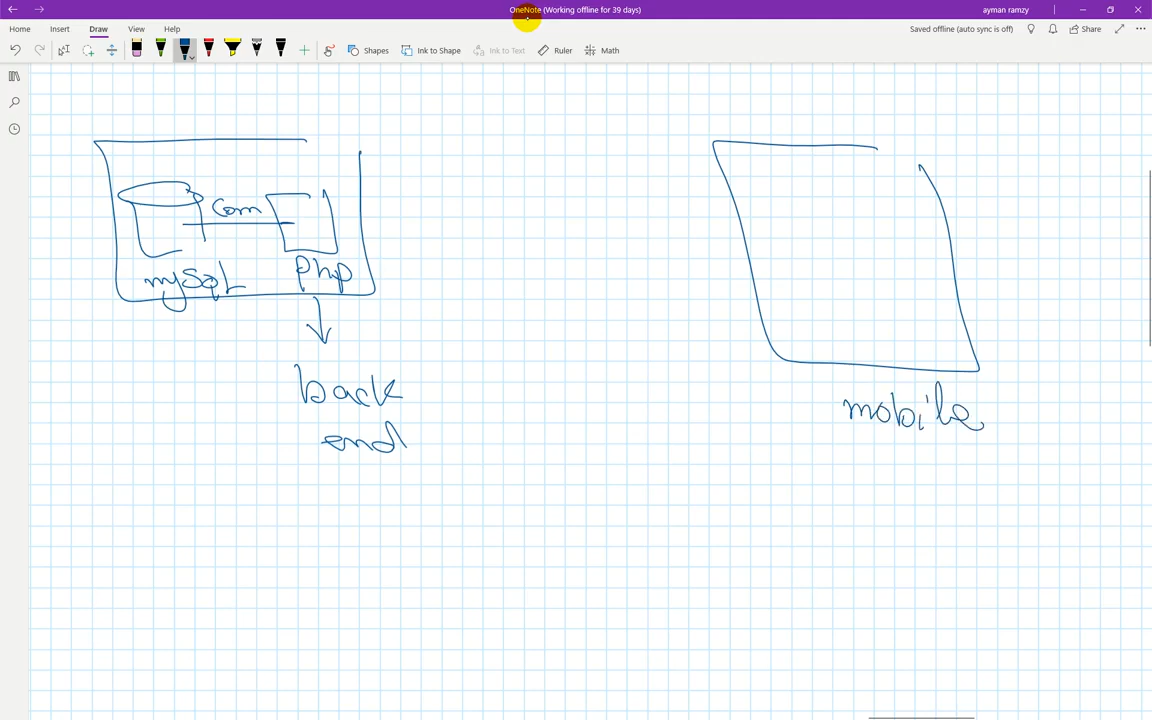 OneNote (Working offline for 39 days)
ayman ramzy
Home Insert Draw View Help
Saved offline (auto sync is off)
Share
Shapes
Ink to Shape
Ink to Text
Ruler
Math
Com
mySqL
php
back
end
mobile